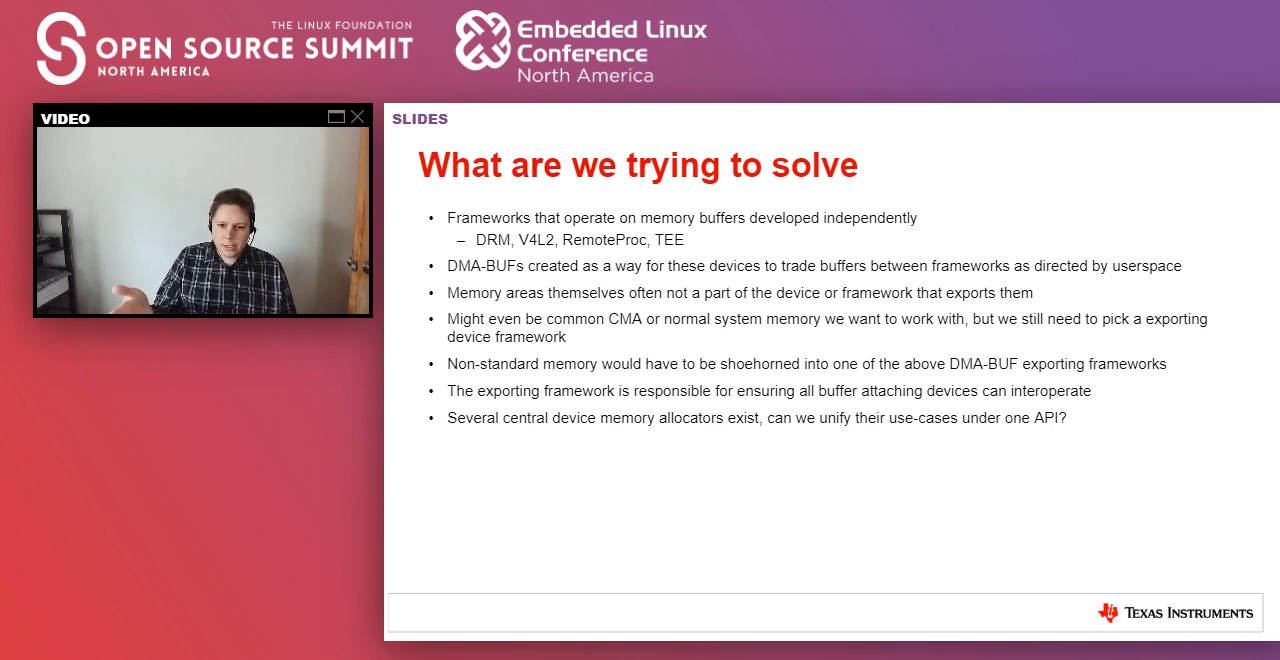 THE LINUX FOUNDATION
OPEN SOURCE SUMMIT
NORTH AMERICA
Embedded Linux
Conference
North America
VIDEO
SLIDES
What are we trying to solve
• Frameworks that operate on memory buffers developed independently
– DRM, V4L2, RemoteProc, TEE
• DMA-BUFs created as a way for these devices to trade buffers between frameworks as directed by userspace
• Memory areas themselves often not a part of the device or framework that exports them
• Might even be common CMA or normal system memory we want to work with, but we still need to pick a exporting
device framework
• Non-standard memory would have to be shoehorned into one of the above DMA-BUF exporting frameworks
• The exporting framework is responsible for ensuring all buffer attaching devices can interoperate
• Several central device memory allocators exist, can we unify their use-cases under one API?
TEXAS INSTRUMENTS